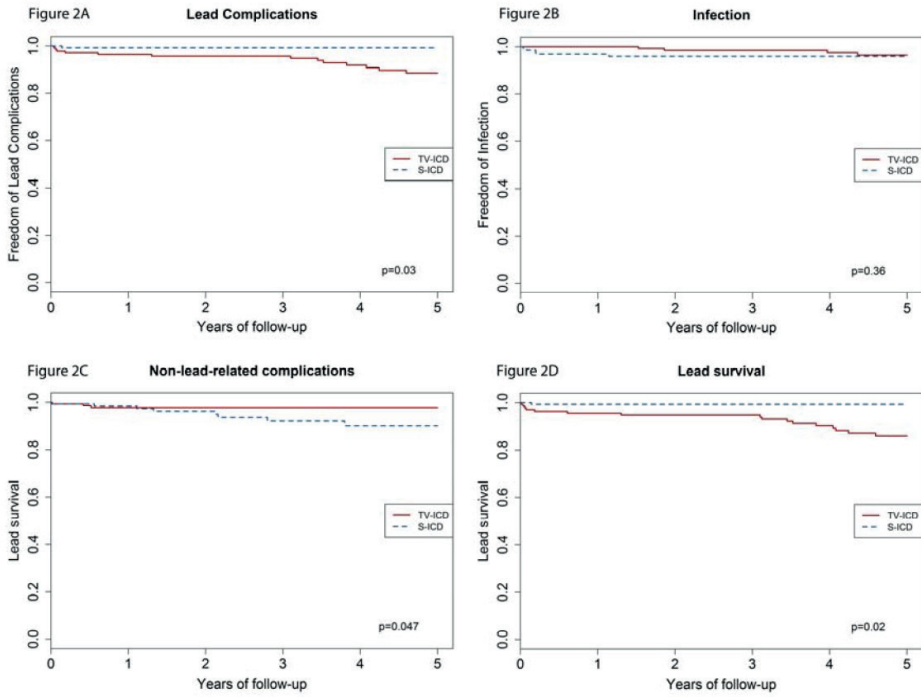 Figure 2A
Lead Complications
Freedom of Lead Complications
1.0
0.8
0.6
0.4
0.2
0.0
TV-ICD
S-ICD
p=0.03
0 1 2 3 4 5
Years of follow-up
Figure 2B
Infection
Freedom of Infection
1.0
0.8
0.6
0.4
0.2
0.0
TV-ICD
S-ICD
p=0.36
0 1 2 3 4 5
Years of follow-up
Figure 2C
Non-lead-related complications
Lead survival
1.0
0.8
0.6
0.4
0.2
0.0
TV-ICD
S-ICD
p=0.047
0 1 2 3 4 5
Years of follow-up
Figure 2D
Lead survival
Lead survival
1.0
0.8
0.6
0.4
0.2
0.0
TV-ICD
S-ICD
p=0.02
0 1 2 3 4 5
Years of follow-up